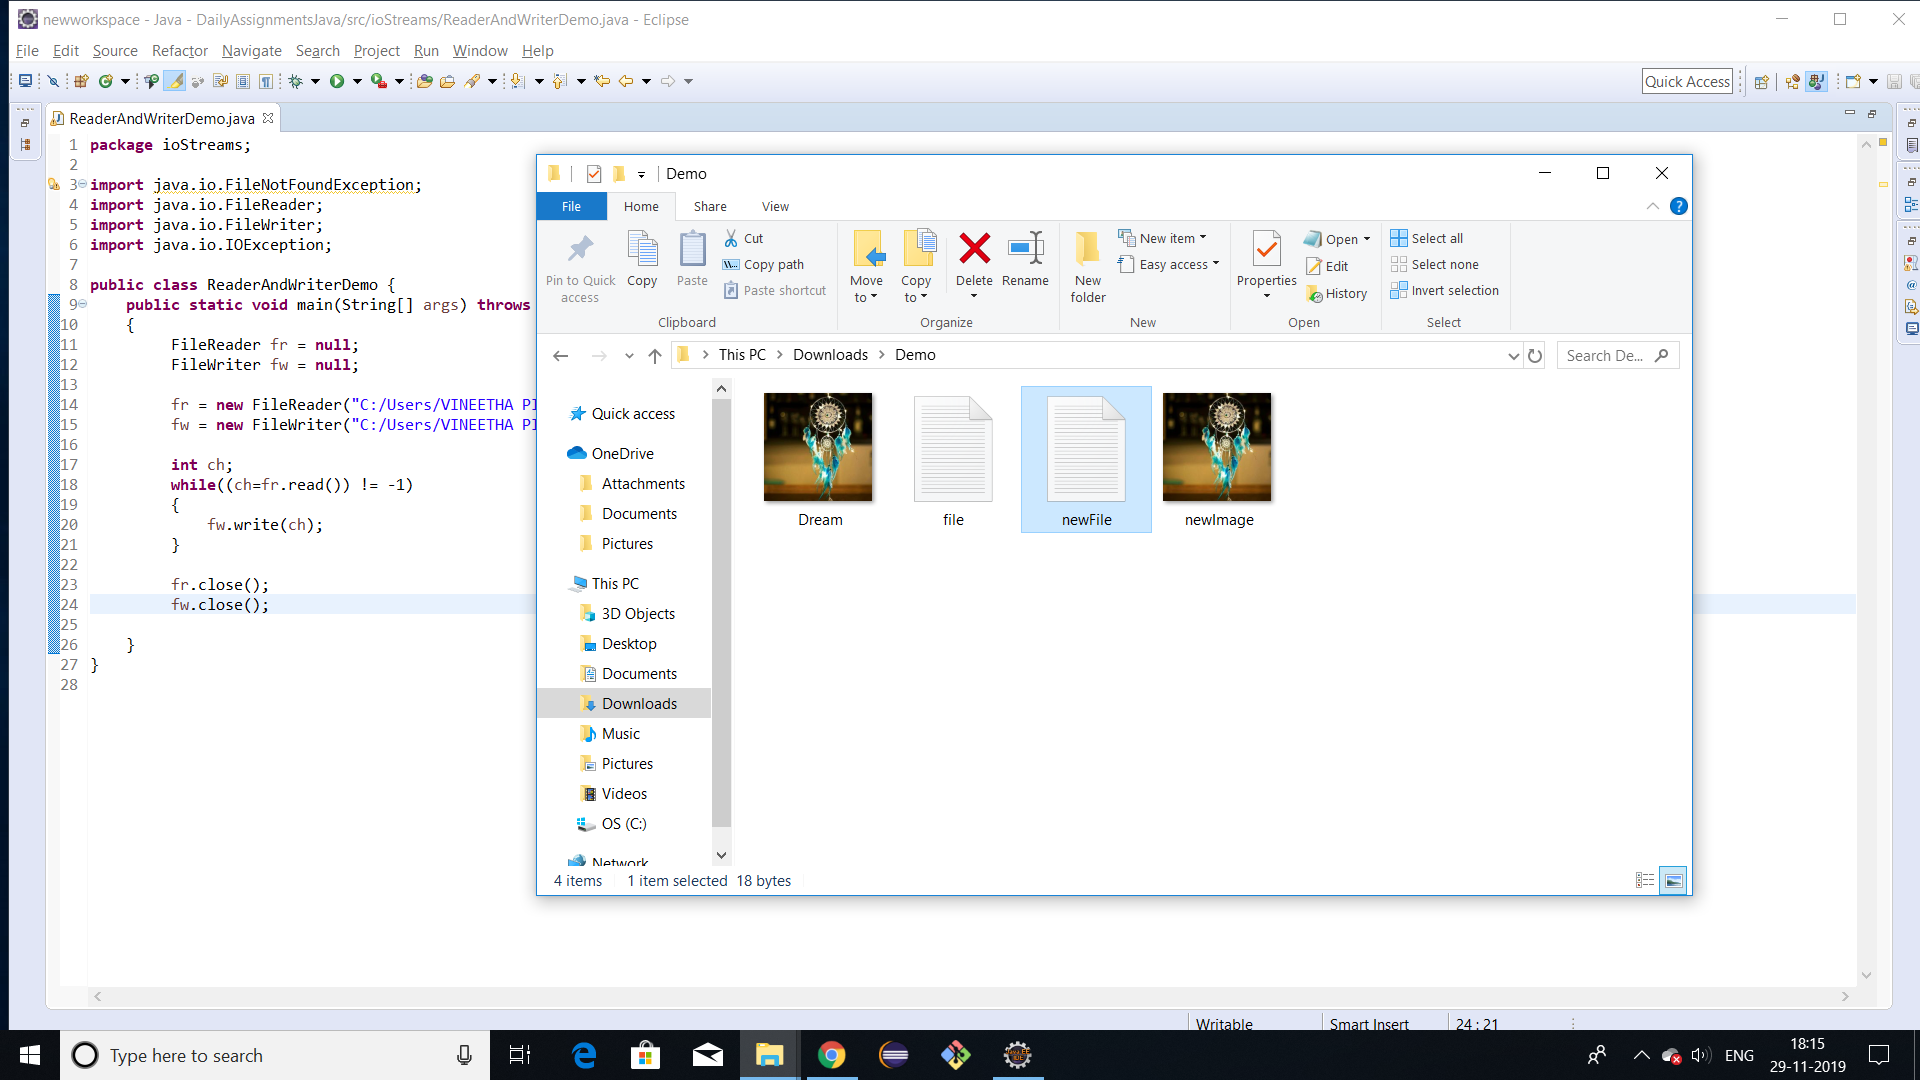 newworkspace - Java - DailyAssignmentsJava/src/ioStreams/ReaderAndWriterDemo.java - Eclipse
File Edit Source Refactor Navigate Search Project Run Window Help
Quick Access
ReaderAndWriterDemo.java
1 package ioStreams;
2
3 import java.io.FileNotFoundException;
4 import java.io.FileReader;
5 import java.io.FileWriter;
6 import java.io.IOException;
7
8 public class ReaderAndWriterDemo {
9 public static void main(String[] args) throws
10 {
11 FileReader fr = null;
12 FileWriter fw = null;
13
14 fr = new FileReader("C:/Users/VINEETHA PI
15 fw = new FileWriter("C:/Users/VINEETHA PI
16
17 int ch;
18 while((ch=fr.read()) != -1)
19 {
20 fw.write(ch);
21 }
22
23 fr.close();
24 fw.close();
25
26 }
27 }
28
Demo
File Home Share View
Pin to Quick access
Copy
Paste
Cut
Copy path
Paste shortcut
Clipboard
Move to
Copy to
Delete
Rename
Organize
New folder
New item
Easy access
New
Properties
Open
Edit
History
Open
Select all
Select none
Invert selection
Select
This PC > Downloads > Demo
Search De...
Quick access
OneDrive
Attachments
Documents
Pictures
This PC
3D Objects
Desktop
Documents
Downloads
Music
Pictures
Videos
OS (C:)
Network
Dream
file
newFile
newImage
4 items 1 item selected 18 bytes
Writable Smart Insert 24 : 21
Type here to search
ENG
18:15
29-11-2019